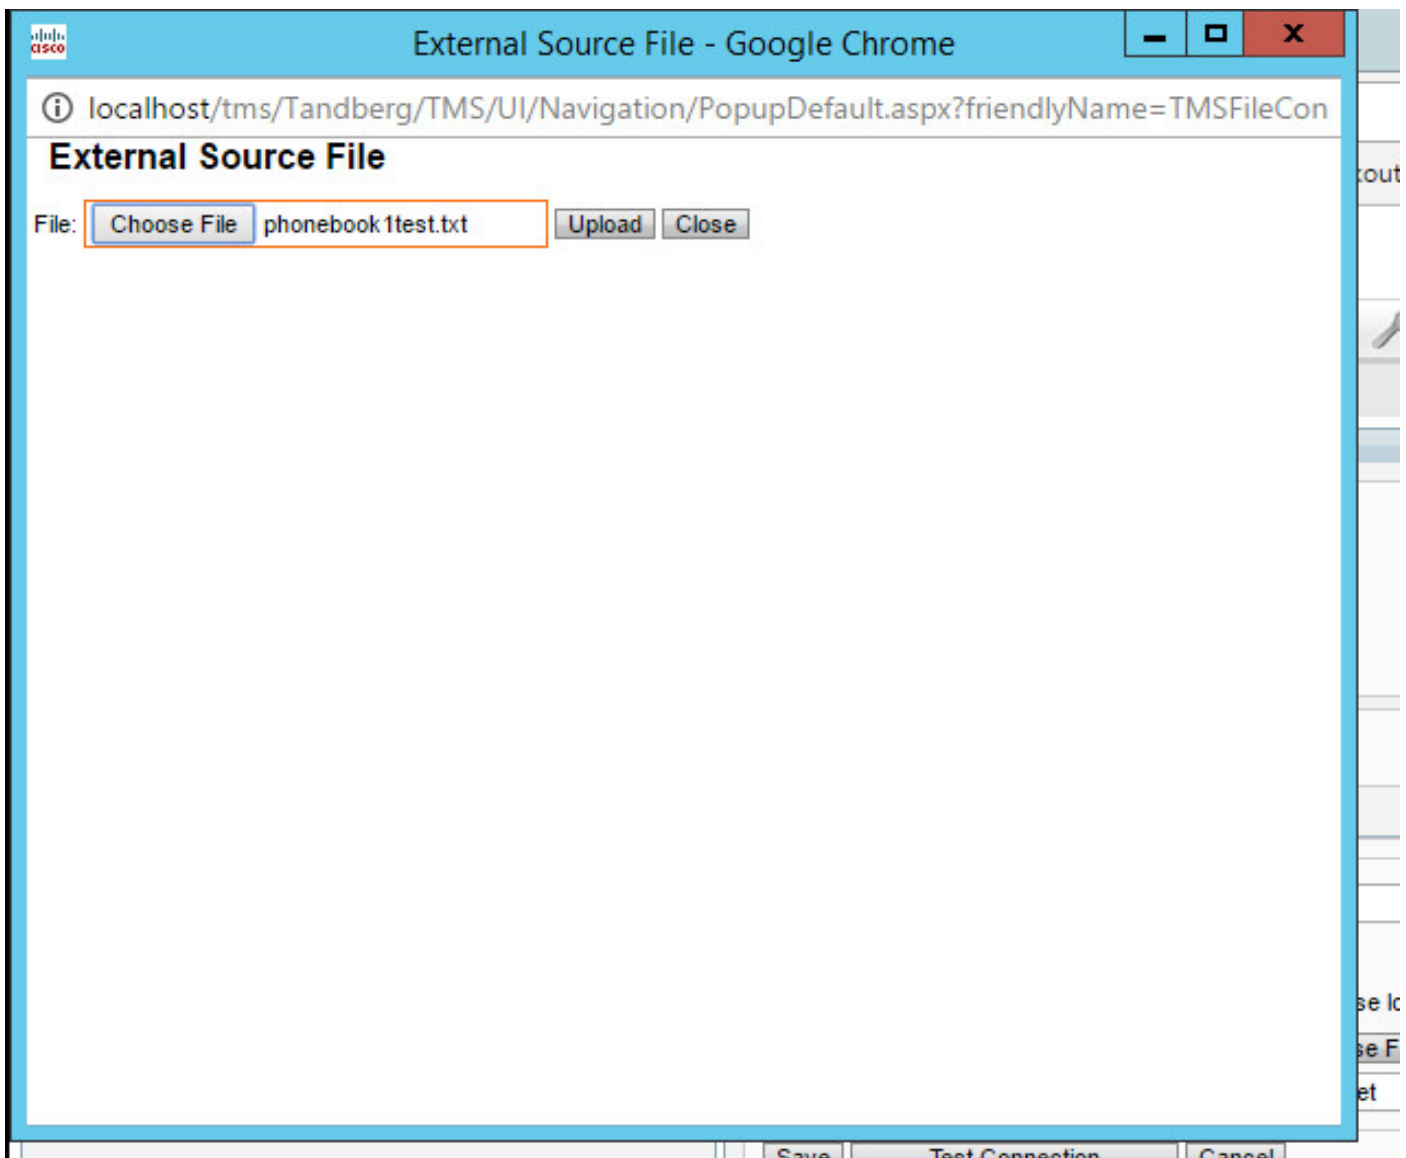 CISCO
External Source File - Google Chrome
localhost/tms/Tandberg/TMS/UI/Navigation/PopupDefault.aspx?friendlyName=TMSFileCon
External Source File
File: Choose File phonebook1test.txt Upload Close
Save Test Connection Cancel